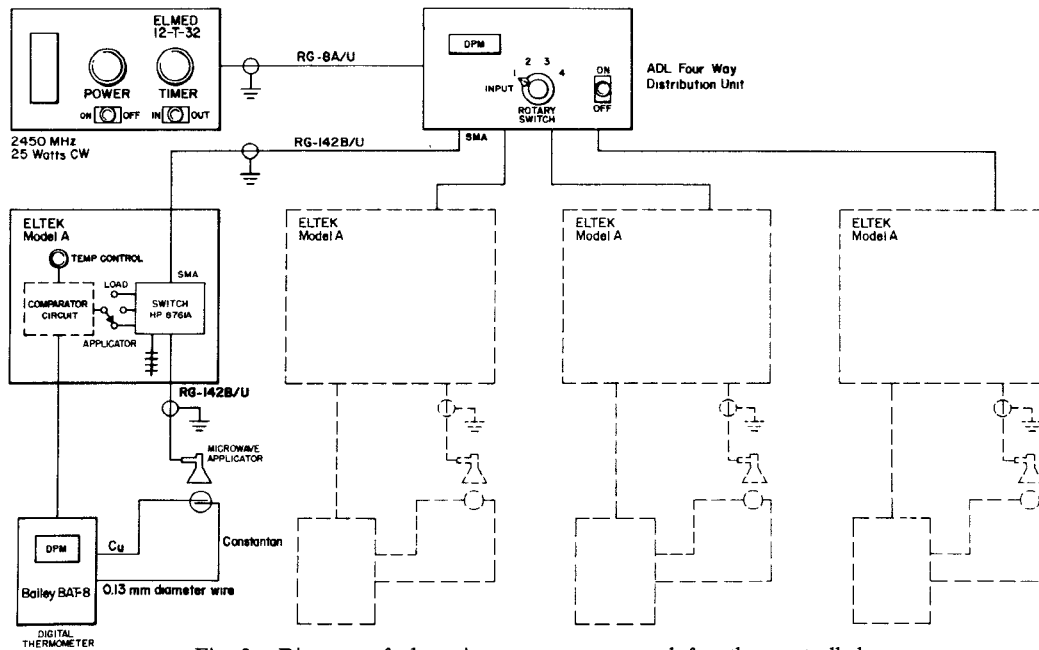 ELMED
12-T-32
POWER
TIMER
ON OFF
IN OUT
2450 MHz
25 Watts CW
RG-8A/U
DPM
INPUT
1
2
3
4
ROTARY
SWITCH
ON
OFF
ADL Four Way
Distribution Unit
SMA
RG-142B/U
ELTEK
Model A
TEMP CONTROL
SMA
LOAD
COMPARATOR
CIRCUIT
SWITCH
HP 8761A
APPLICATOR
RG-142B/U
MICROWAVE
APPLICATOR
ELTEK
Model A
ELTEK
Model A
ELTEK
Model A
DPM
Bailey BAT-8
Cu
Constantan
0.13 mm diameter wire
DIGITAL
THERMOMETER